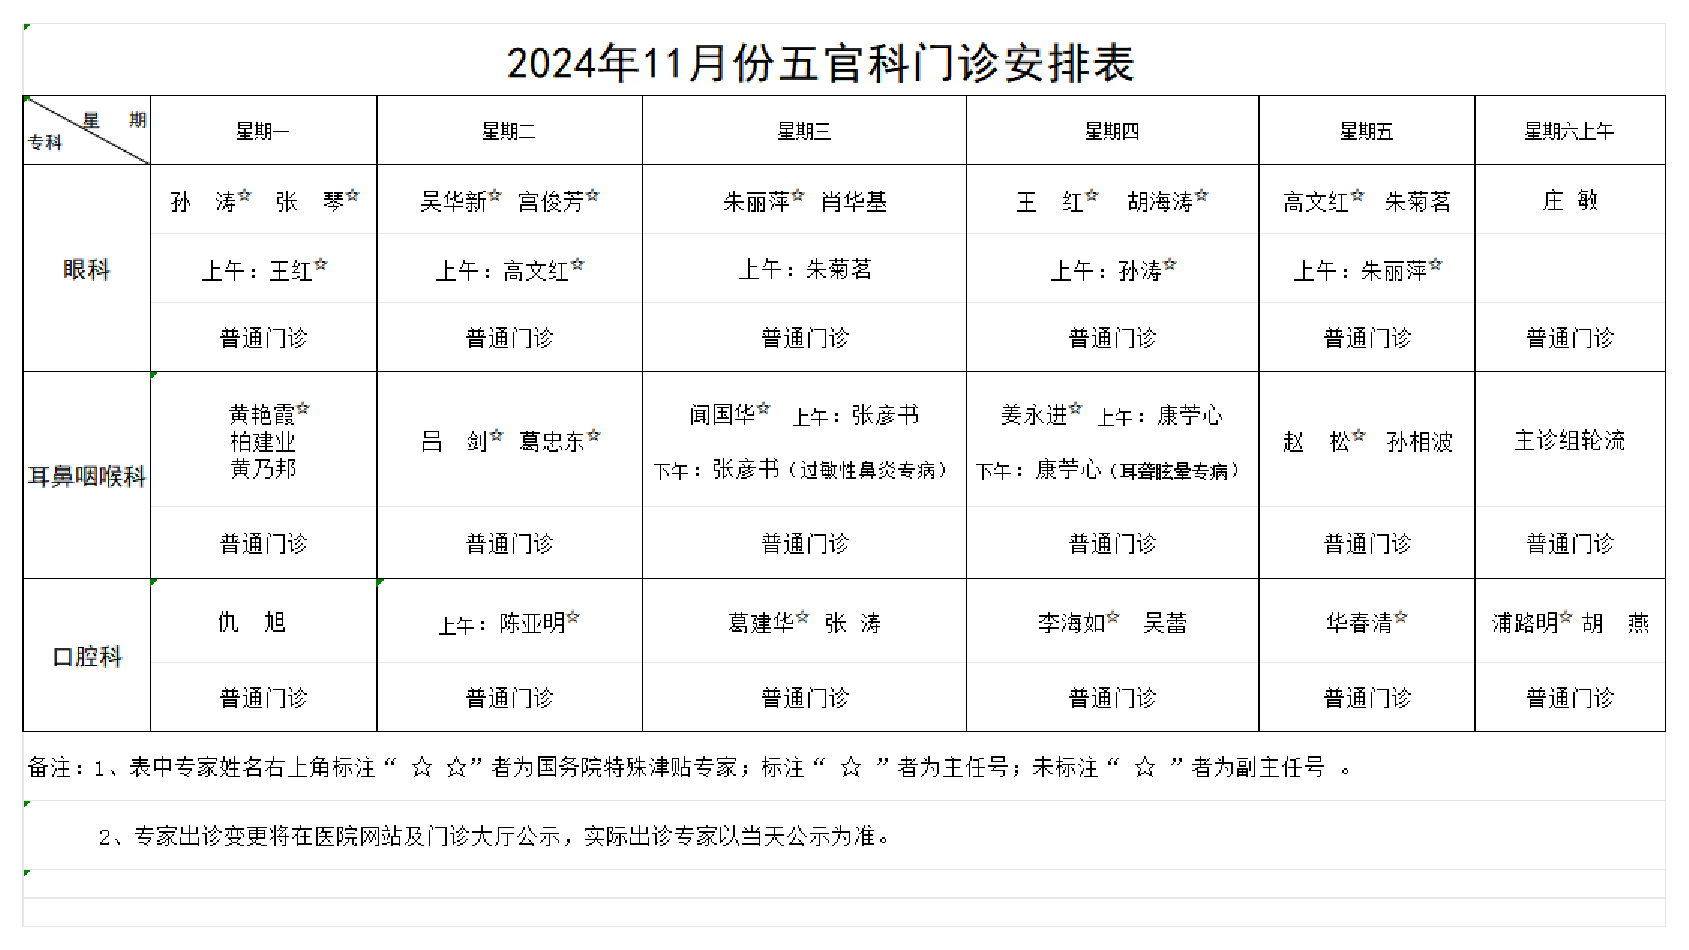 2024年11月份五官科门诊安排表
星 期
专科
星期一 星期二 星期三 星期四 星期五 星期六上午
孙 涛☆ 张 琴☆ 吴华新☆ 宫俊芳☆ 朱丽萍☆ 肖华基 王 红☆ 胡海涛☆ 高文红☆ 朱菊茗 庄 敏
眼科
上午：王红☆ 上午：高文红☆ 上午：朱菊茗 上午：孙涛☆ 上午：朱丽萍☆
普通门诊 普通门诊 普通门诊 普通门诊 普通门诊 普通门诊
耳鼻咽喉科
黄艳霞☆
柏建业
黄乃邦
吕 剑☆ 葛忠东☆
闻国华☆ 上午：张彦书
下午：张彦书（过敏性鼻炎专病）
姜永进☆ 上午：康苧心
下午：康苧心（耳聋眩晕专病）
赵 松☆ 孙相波
主诊组轮流
普通门诊 普通门诊 普通门诊 普通门诊 普通门诊 普通门诊
口腔科
仇 旭 上午：陈亚明☆ 葛建华☆ 张 涛 李海如☆ 吴蕾 华春清☆ 浦路明☆ 胡 燕
普通门诊 普通门诊 普通门诊 普通门诊 普通门诊 普通门诊
备注：1、表中专家姓名右上角标注“ ☆ ☆”者为国务院特殊津贴专家；标注“ ☆ ”者为主任号；未标注“ ☆ ”者为副主任号 。
2、专家出诊变更将在医院网站及门诊大厅公示，实际出诊专家以当天公示为准。